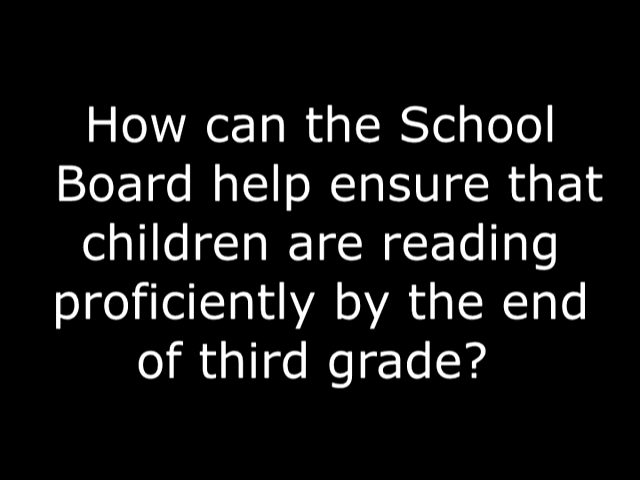 How can the School
Board help ensure that
children are reading
proficiently by the end
of third grade?